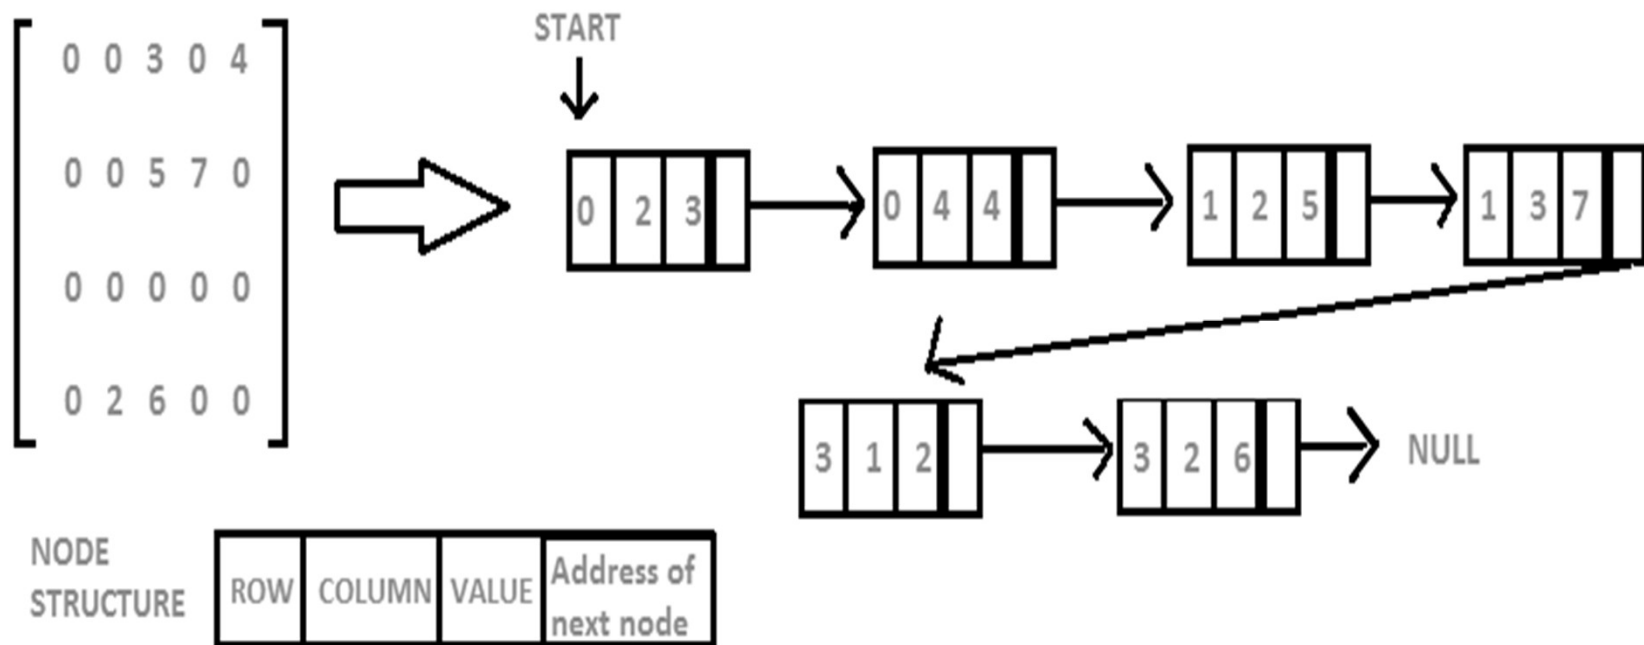 START
0 0 3 0 4
0 0 5 7 0
0 0 0 0 0
0 2 6 0 0
0 2 3
0 4 4
1 2 5
1 3 7
3 1 2
3 2 6
NULL
NODE
STRUCTURE
ROW
COLUMN
VALUE
Address of
next node